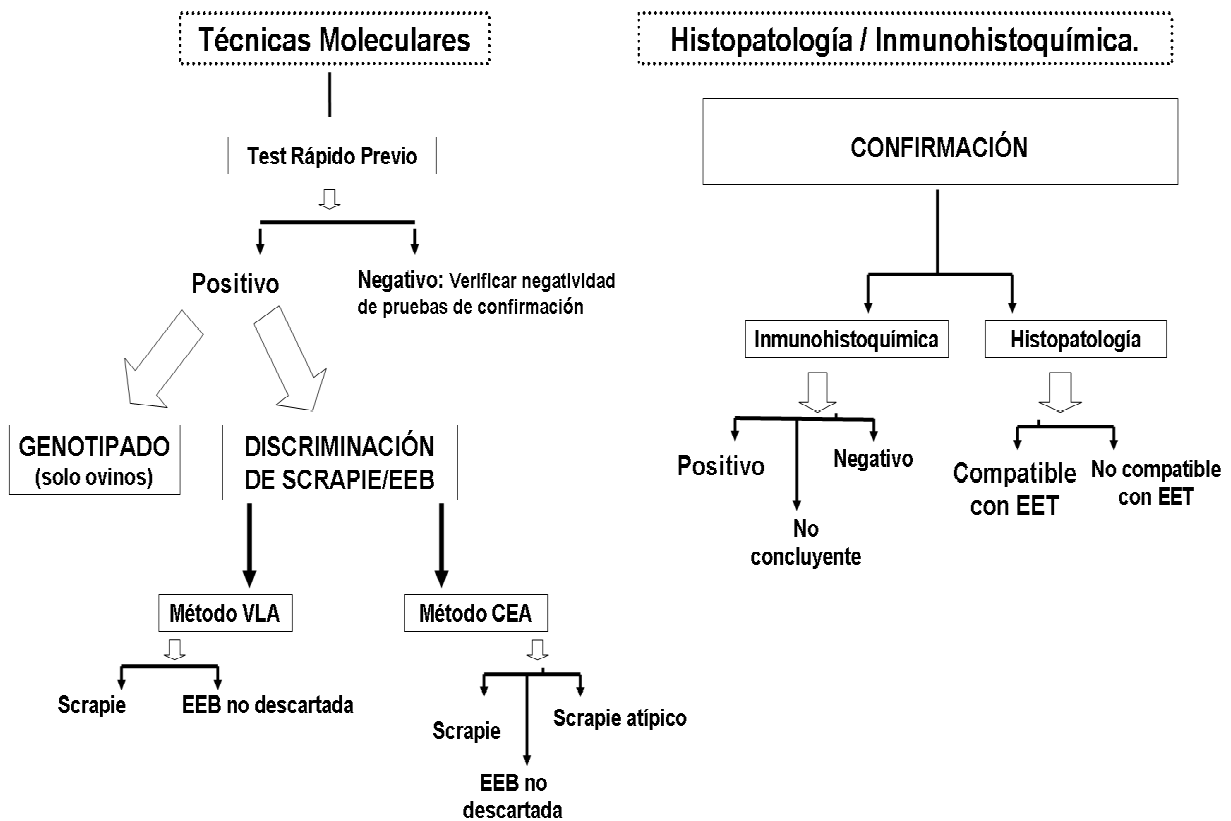 Técnicas Moleculares
Test Rápido Previo
Positivo
Negativo: Verificar negatividad
de pruebas de confirmación
GENOTIPADO
(solo ovinos)
DISCRIMINACIÓN
DE SCRAPIE/EEB
Método VLA
Scrapie
EEB no descartada
Método CEA
Scrapie
Scrapie atípico
EEB no
descartada
Histopatología / Inmunohistoquímica.
CONFIRMACIÓN
Inmunohistoquímica
Positivo
Negativo
No
concluyente
Histopatología
Compatible
con EET
No compatible
con EET